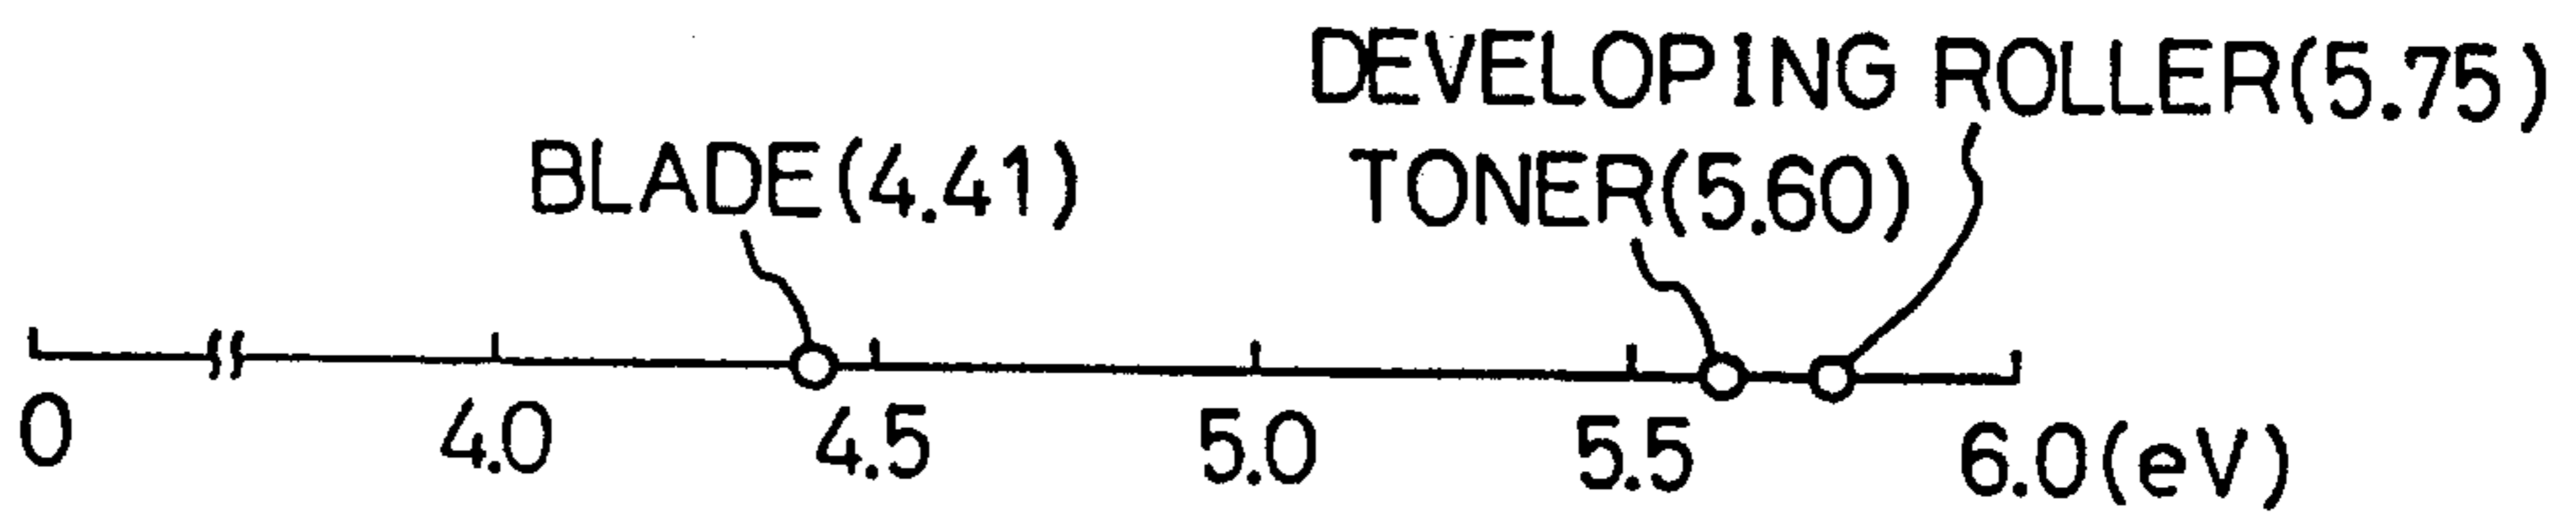 DEVELOPING ROLLER(5.75)
BLADE(4.41)
TONER(5.60)
0
4.0
4.5
5.0
5.5
6.0(eV)